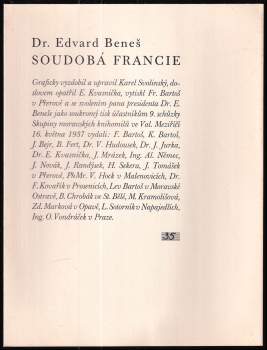 Dr. Edvard Beneš
SOUDOBÁ FRANCIE
Graficky vyzdobil a upravil Karel Svolinský, do-
slovem opatřil E. Kvasnička, vytiskl Fr. Bartoš
v Přerově a se svolením pana presidenta Dr. E.
Beneše jako soukromý tisk účastníkům 9. schůzky
Skupiny moravských knihomilů ve Val. Meziříčí
16. května 1937 vydali: F. Bartoš, K. Bartoš,
J. Bejr, B. Fert, Dr. V. Hudousek, Dr. J. Jurka,
Dr. E. Kvasnička, J. Mrázek, Ing. Al. Němec,
J. Novák, J. Randýsek, H. Sekera, J. Tomášek
v Přerově, PhMr. V. Hock v Malenovicích, Dr.
F. Kovařík v Prosenicích, Lev Bartoš v Moravské
Ostravě, B. Chrobák ve St. Bělé, M. Kramolišová,
Zd. Marková v Opavě, L. Sotorník v Napajedlích,
Ing. O. Vondráček v Praze.
35